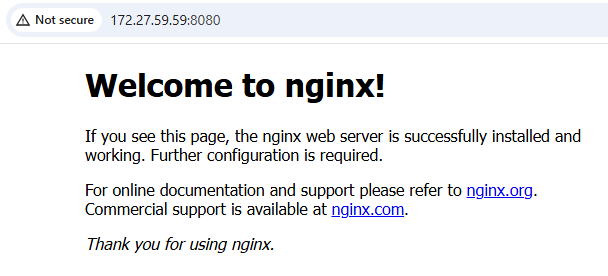 Not secure 172.27.59.59:8080
Welcome to nginx!
If you see this page, the nginx web server is successfully installed and
working. Further configuration is required.
For online documentation and support please refer to nginx.org.
Commercial support is available at nginx.com.
Thank you for using nginx.